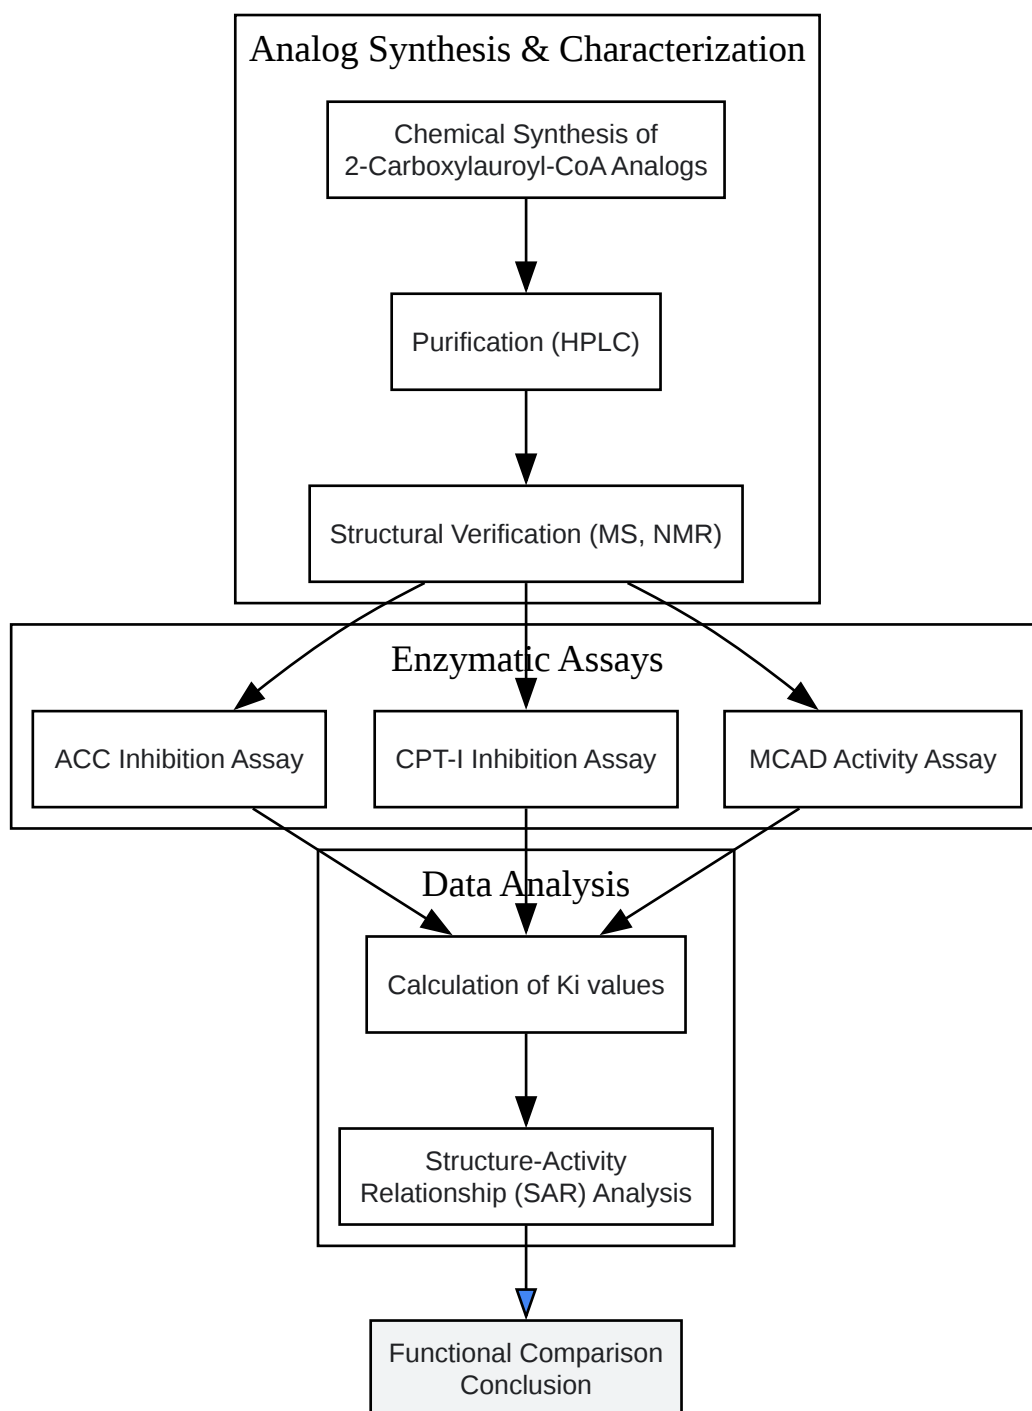 Analog Synthesis & Characterization
Chemical Synthesis of
2-Carboxylauroyl-CoA Analogs
Purification (HPLC)
Structural Verification (MS, NMR)
Enzymatic Assays
ACC Inhibition Assay
CPT-I Inhibition Assay
MCAD Activity Assay
Data Analysis
Calculation of Ki values
Structure-Activity
Relationship (SAR) Analysis
Functional Comparison
Conclusion